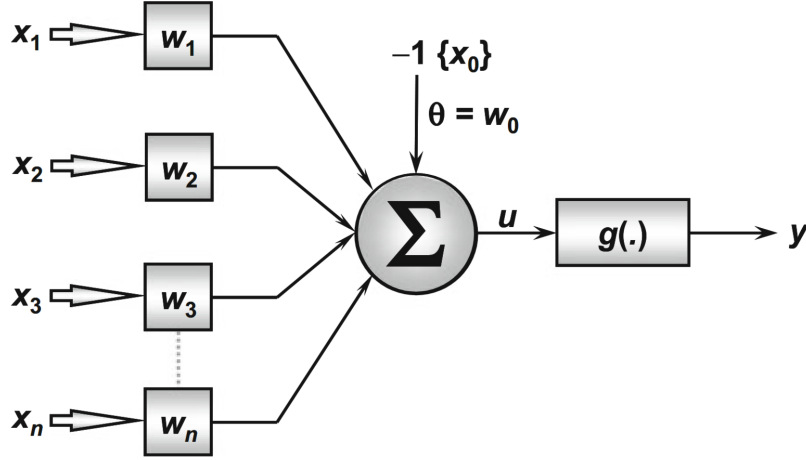 x1 w1
−1 {x0}
θ = w0
x2 w2
Σ u g(.) y
x3 w3
xn wn